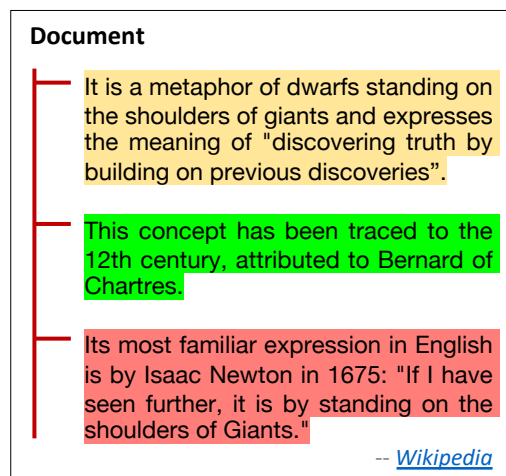 Document
It is a metaphor of dwarfs standing on
the shoulders of giants and expresses
the meaning of "discovering truth by
building on previous discoveries”.
This concept has been traced to the
12th century, attributed to Bernard of
Chartres.
Its most familiar expression in English
is by Isaac Newton in 1675: "If I have
seen further, it is by standing on the
shoulders of Giants."
-- Wikipedia